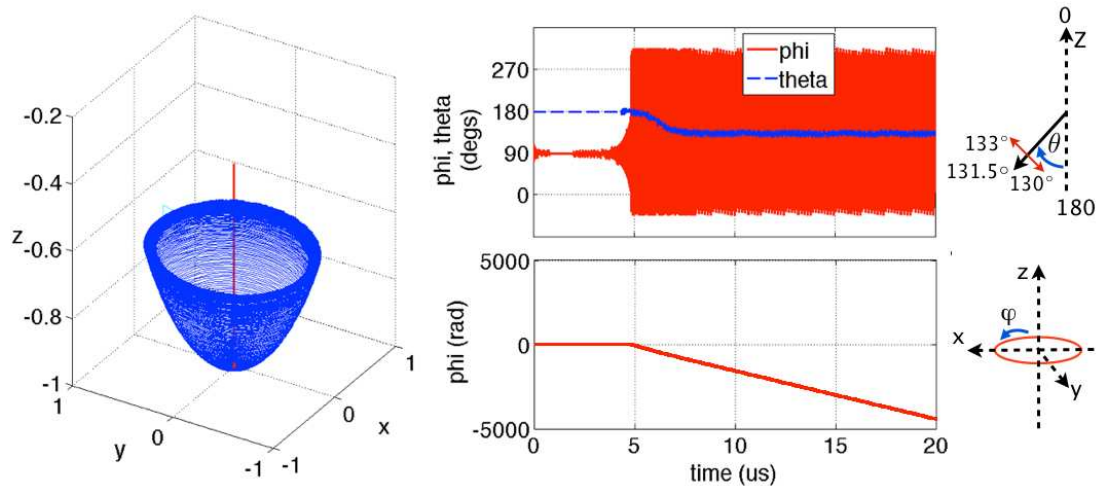 -0.2
-0.4
z
-0.6
-0.8
-1
1
y
0
-1
-1
0
x
1
phi, theta
(degs)
270
180
90
0
phi
theta
phi (rad)
5000
0
-5000
0
5
10
15
20
time (us)
0
Z
133°
θ
131.5°
130°
180
z
φ
x
y